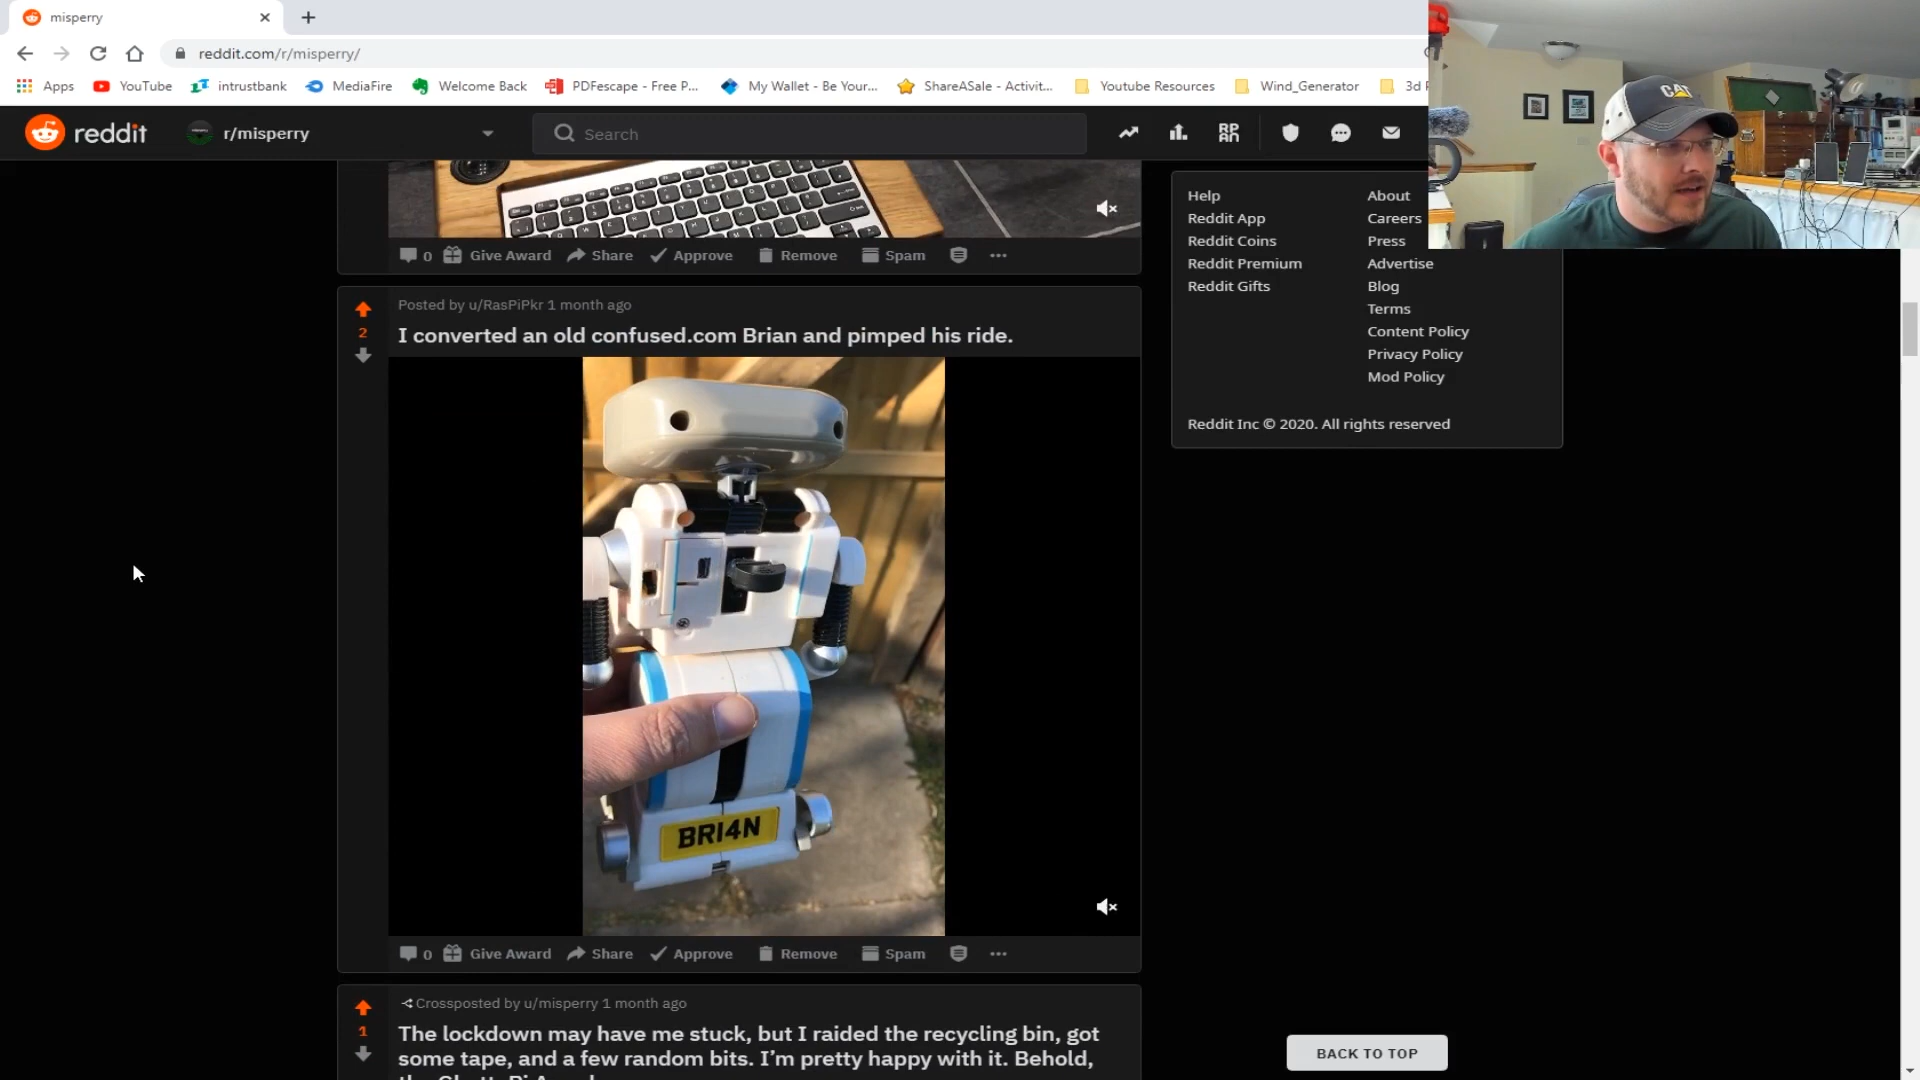 misperry
reddit.com/r/misperry/
Apps
YouTube
intrustbank
MediaFire
Welcome Back
PDFescape - Free P...
My Wallet - Be Your...
ShareASale - Activit...
Youtube Resources
Wind_Generator
3d
CAT
reddit
r/misperry
Search
RPAN
0 Give Award Share Approve Remove Spam
Help
About
Reddit App
Careers
Reddit Coins
Press
Reddit Premium
Advertise
Reddit Gifts
Blog
Terms
Content Policy
Privacy Policy
Mod Policy
Reddit Inc © 2020. All rights reserved
Posted by u/RasPiPkr 1 month ago
2
I converted an old confused.com Brian and pimped his ride.
BRI4N
0 Give Award Share Approve Remove Spam
Crossposted by u/misperry 1 month ago
1
The lockdown may have me stuck, but I raided the recycling bin, got
some tape, and a few random bits. I'm pretty happy with it. Behold,
BACK TO TOP